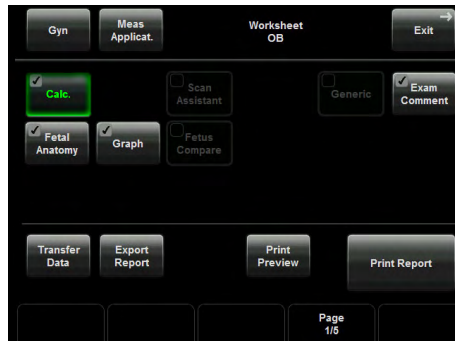 Gyn
Meas
Applicat.
Worksheet
OB
Exit
Calc.
Scan
Assistant
Generic
Exam
Comment
Fetal
Anatomy
Graph
Fetus
Compare
Transfer
Data
Export
Report
Print
Preview
Print Report
Page
1/5